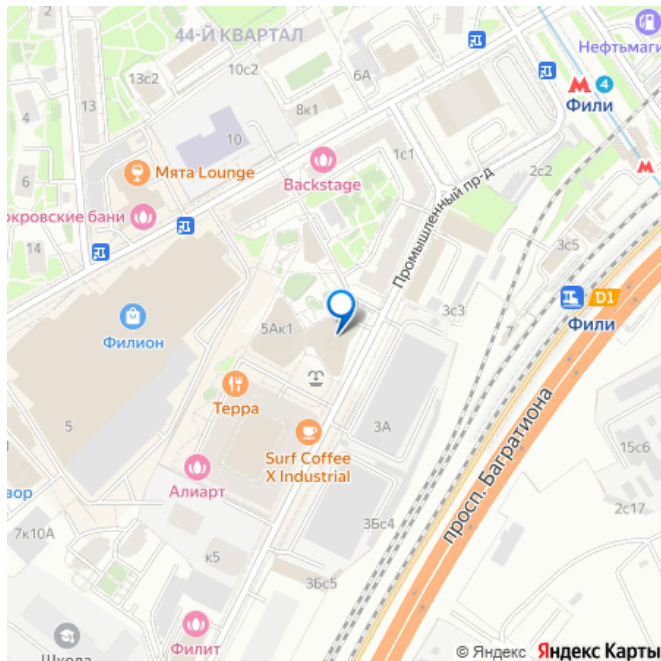 44-Й КВАРТАЛ
Нефтьмаги
10с2
6А
13с2
4
Фили
4
13
8к1
10
1с1
2с2
6
Мята Lounge
Backstage
Промышленный пр-д
окровские бани
14
3с5
D1
3с3
Фили
7
5Ак1
Филион
Терра
5
3А
просп. Багратиона
15с6
Surf Coffee
X Industrial
Алиарт
вор
2с17
7к10А
3Бс4
к5
3Бс5
Филит
Школа
© Яндекс Яндекс Карты